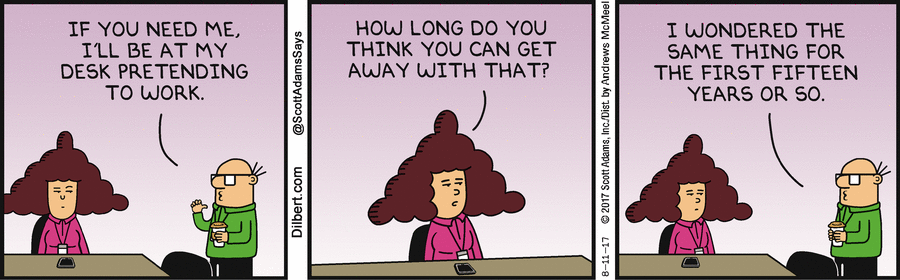 IF YOU NEED ME,
I'LL BE AT MY
DESK PRETENDING
TO WORK.
Dilbert.com @ScottAdamsSays
HOW LONG DO YOU
THINK YOU CAN GET
AWAY WITH THAT?
8-11-17 © 2017 Scott Adams, Inc./Dist. by Andrews McMeel
I WONDERED THE
SAME THING FOR
THE FIRST FIFTEEN
YEARS OR SO.